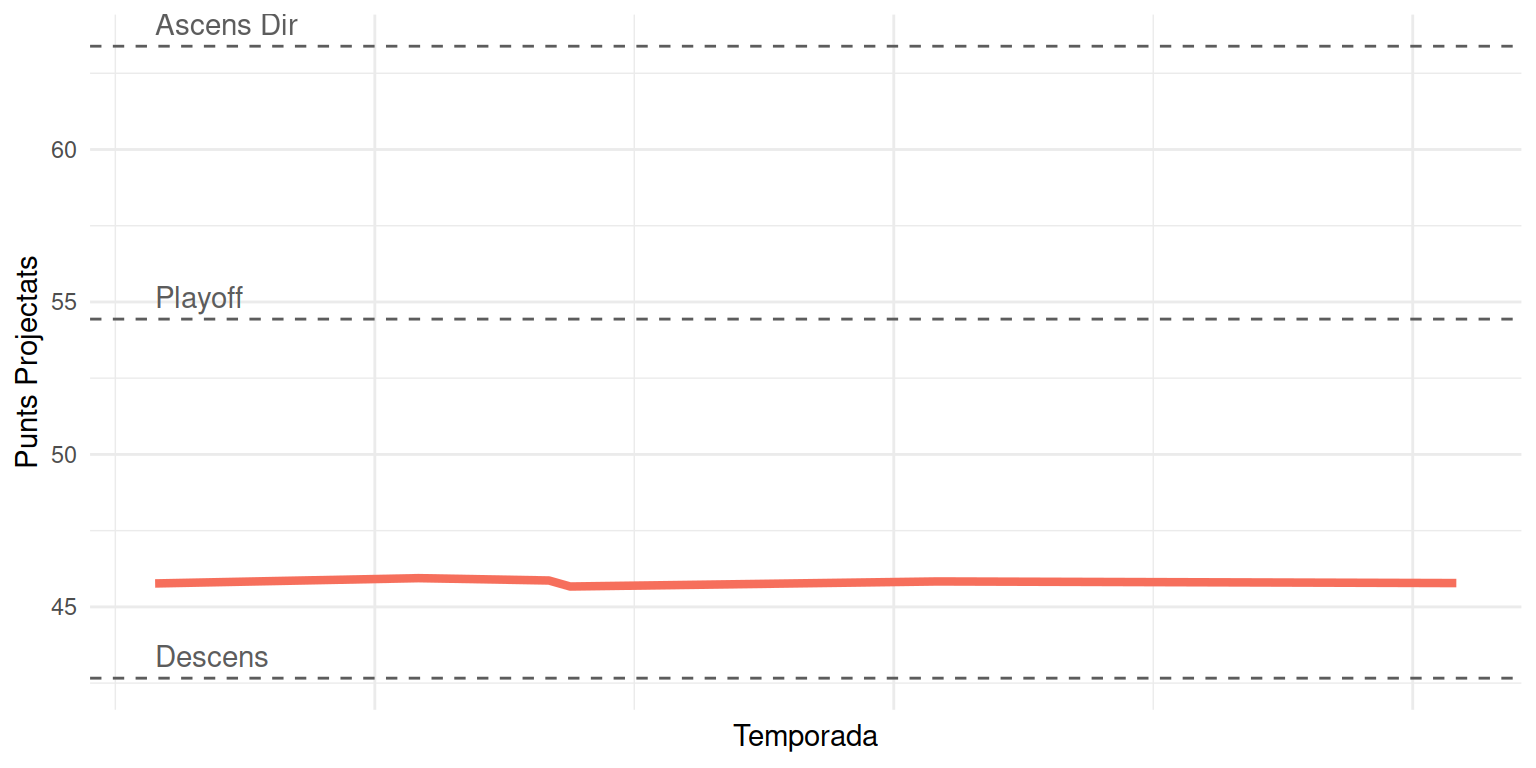 Ascens Dir
60
Playoff
55
50
45
Descens
Punts Projectats
Temporada